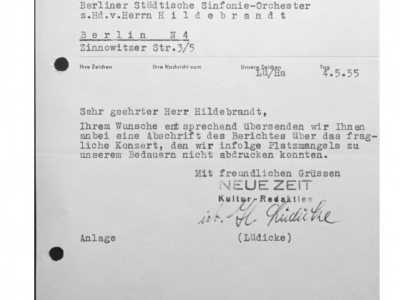 Berliner Städtische Sinfonie-Orchester
z.Hd.v.Herrn H i l d e b r a n d t
B e r l i n   N 4
Zinnowitzer Str.3/5
Ihre Zeichen Ihre Nachricht vom Unsere Zeichen Tag
Lü/Ha 4.5.55
Sehr geehrter Herr Hildebrandt,
Ihrem Wunsche entsprechend übersenden wir Ihnen
anbei eine Abschrift des Berichtes über das frag-
liche Konzert, den wir infolge Platzmangels zu
unserem Bedauern nicht abdrucken konnten.
Mit freundlichen Grüssen
NEUE ZEIT
Kultur-Redaktion
Lüdicke
Anlage (Lüdicke)